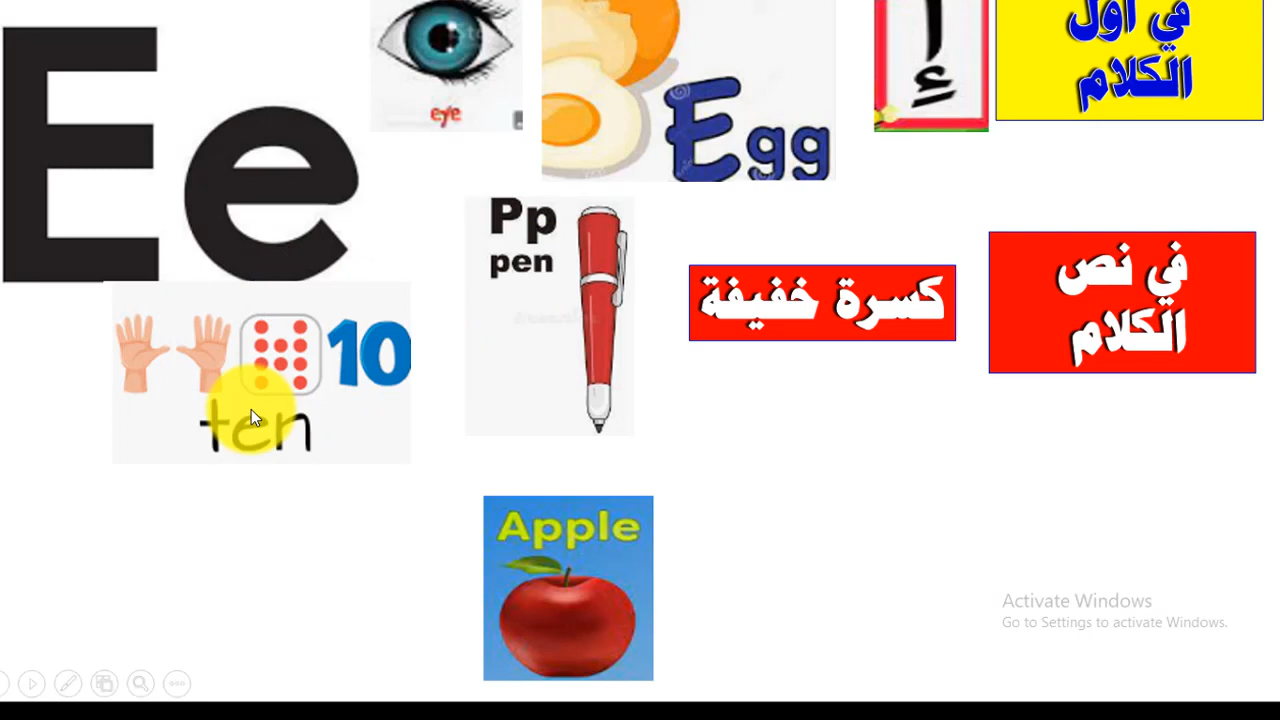 Ee
eye
Egg
إ
في أول
الكلام
Pp
pen
كسرة خفيفة
في نص
الكلام
10
ten
Apple
Activate Windows
Go to Settings to activate Windows.